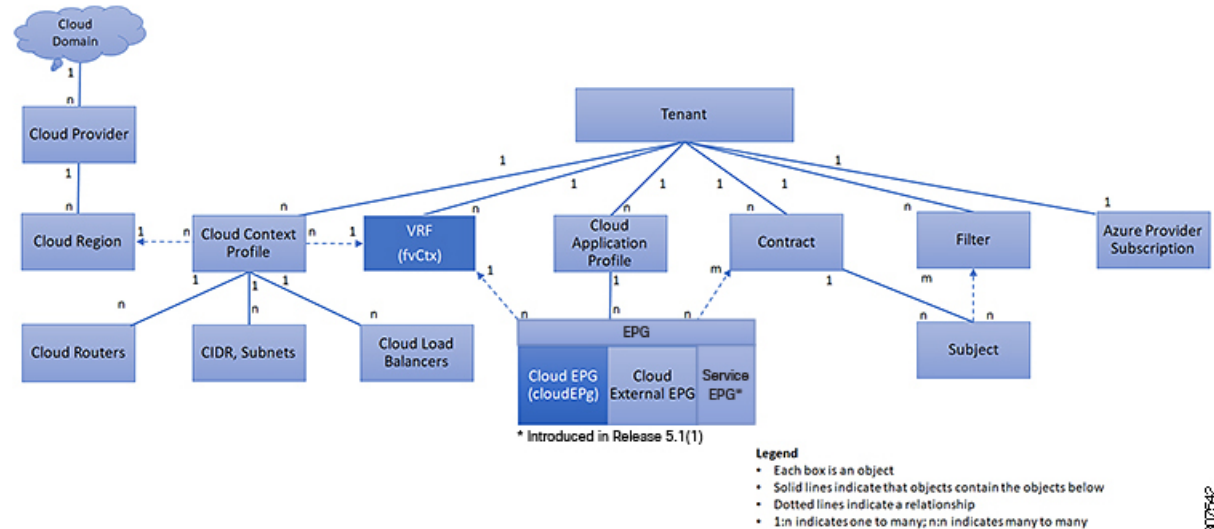 Cloud
Domain
1
n
Cloud Provider
Tenant
1
n
1
1
1
1
1
1
n
n
n
n
n
1
Cloud Region
1
n
Cloud Context
Profile
n
1
VRF
(fvCtx)
Cloud
Application
Profile
Contract
Filter
Azure Provider
Subscription
1
1
1
1
1
m
1
m
n
n
n
n
n
n
n
n
Cloud Routers
CIDR, Subnets
Cloud Load
Balancers
EPG
Cloud EPG
(cloudEPg)
Cloud
External EPG
Service
EPG*
Subject
* Introduced in Release 5.1(1)
Legend
• Each box is an object
• Solid lines indicate that objects contain the objects below
• Dotted lines indicate a relationship
• 1:n indicates one to many; n:n indicates many to many